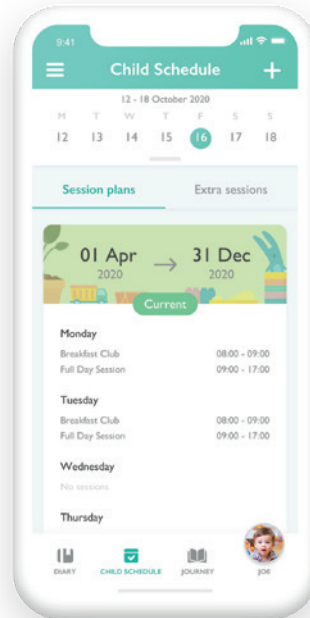 9:41
Child Schedule
12 - 18 October 2020
M T W T F S S
12 13 14 15 16 17 18
Session plans Extra sessions
01 Apr → 31 Dec
2020 2020
Current
Monday
Breakfast Club 08:00 - 09:00
Full Day Session 09:00 - 17:00
Tuesday
Breakfast Club 08:00 - 09:00
Full Day Session 09:00 - 17:00
Wednesday
No sessions
Thursday
DIARY CHILD SCHEDULE JOURNEY JOE